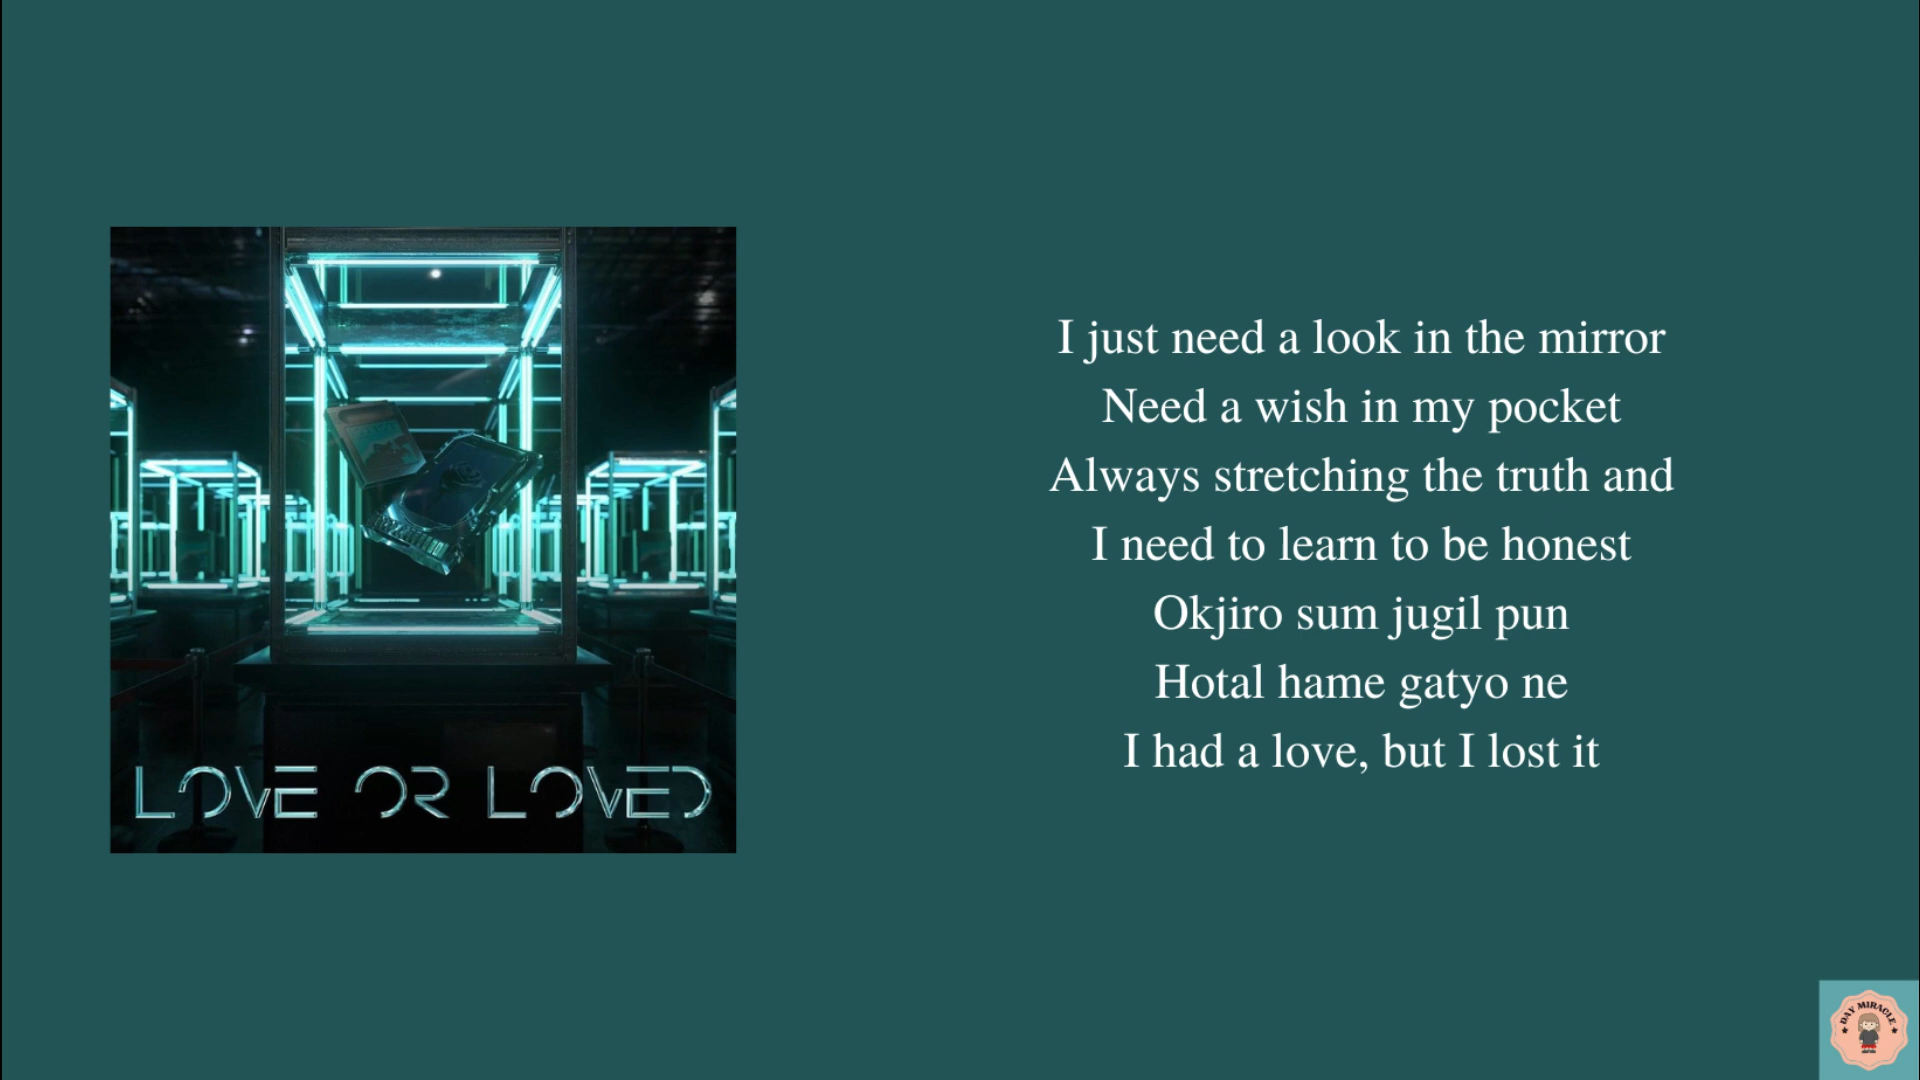 LOVE OR LOVED
I just need a look in the mirror
Need a wish in my pocket
Always stretching the truth and
I need to learn to be honest
Okjiro sum jugil pun
Hotal hame gatyo ne
I had a love, but I lost it
DAY MIRACLE